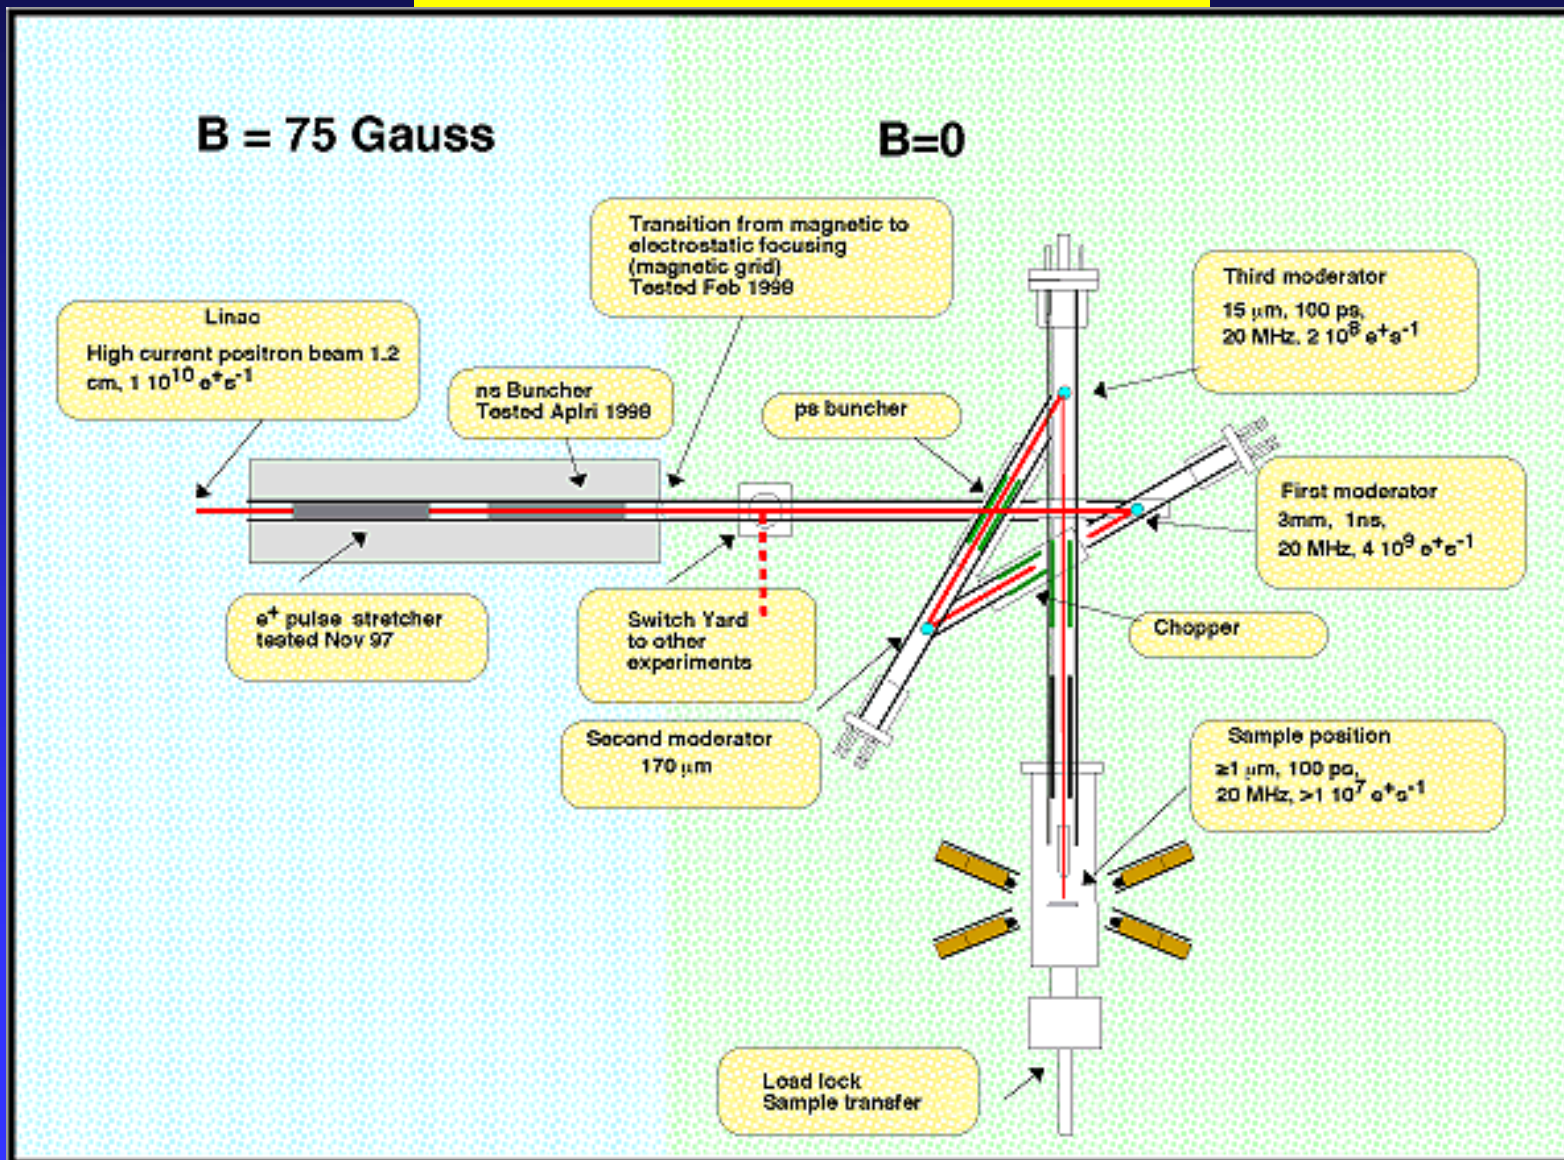 B = 75 Gauss
B=0
Transition from magnetic to
electrostatic focusing
(magnetic grid)
Tested Feb 1998
Third moderator
15 μm, 100 ps,
20 MHz, 2 10⁸ e⁺s⁻¹
Linac
High current positron beam 1.2
cm, 1 10¹⁰ e⁺s⁻¹
ns Buncher
Tested Aplri 1998
ps buncher
First moderator
3mm, 1ns,
20 MHz, 4 10⁹ e⁺s⁻¹
e⁺ pulse stretcher
tested Nov 97
Switch Yard
to other
experiments
Chopper
Second moderator
170 μm
Sample position
≥1 μm, 100 ps,
20 MHz, >1 10⁷ e⁺s⁻¹
Load lock
Sample transfer